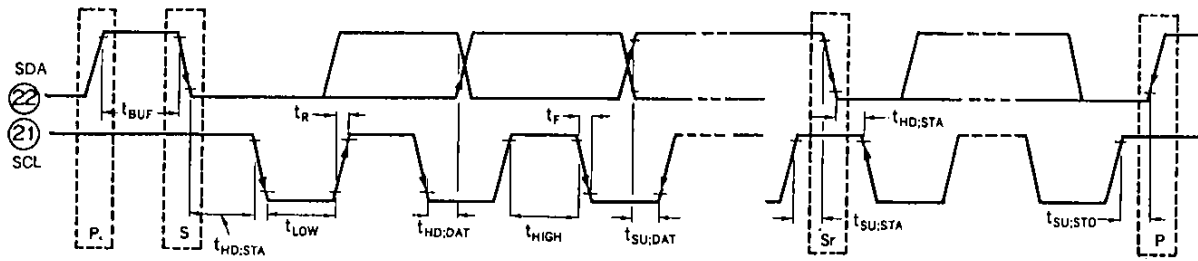 SDA
22
tBUF
tR
tF
tHD;STA
21
SCL
P.
S
tHD;STA
tLOW
tHD;DAT
tHIGH
tSU;DAT
Sr
tSU;STA
tSU;STO
P